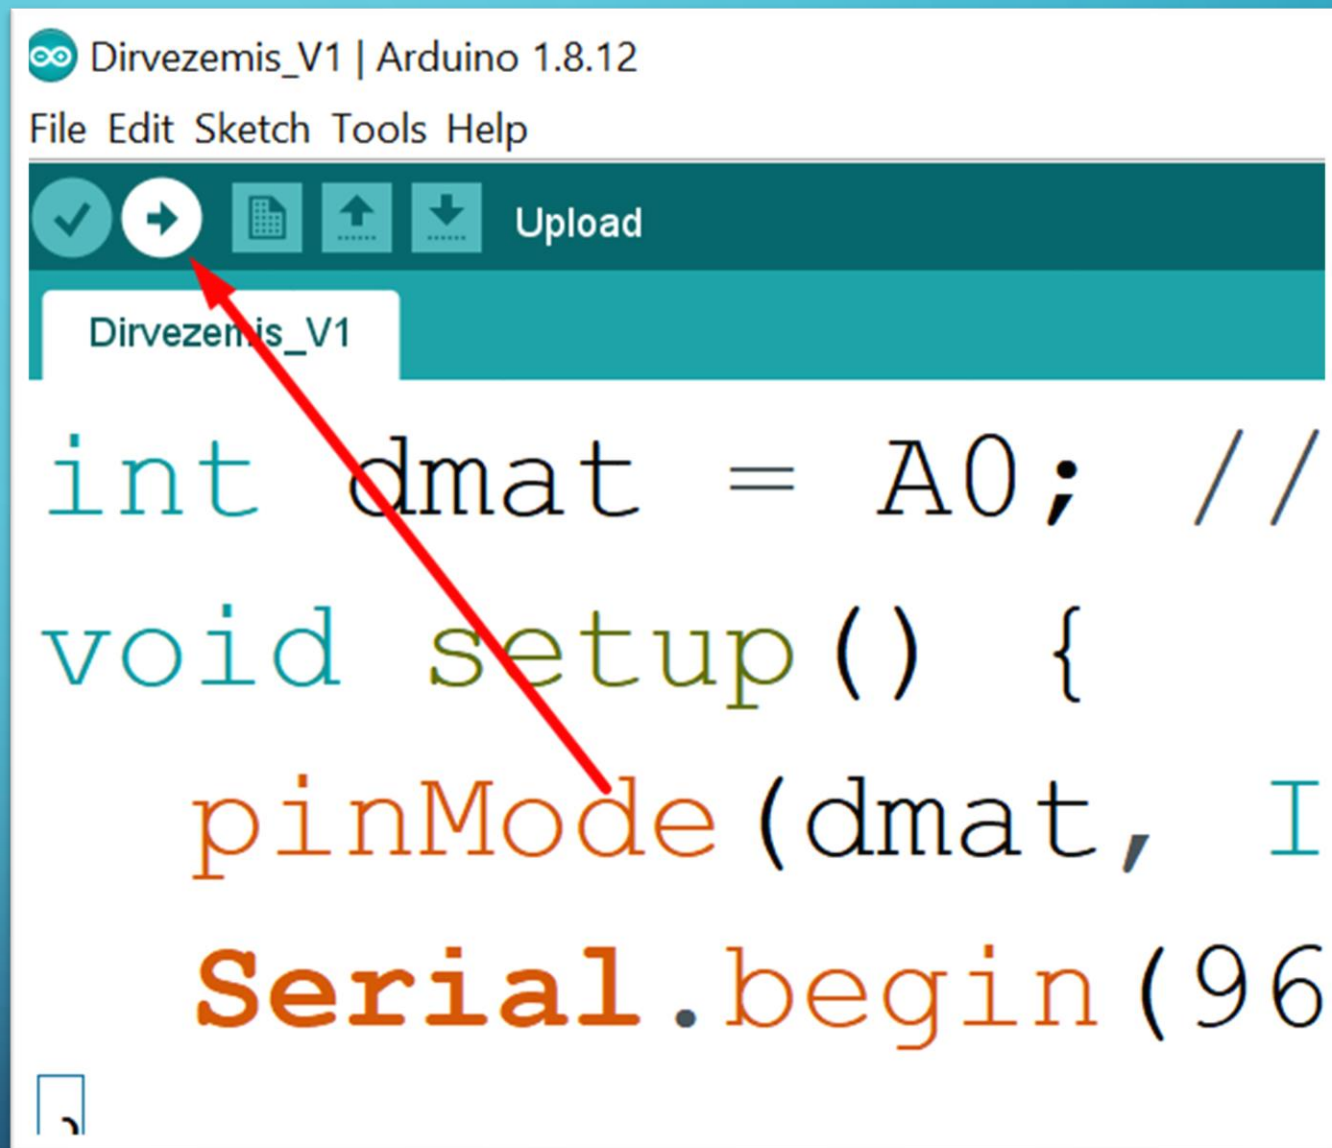 Dirvezemis_V1 | Arduino 1.8.12
File Edit Sketch Tools Help
Upload
Dirvezemis_V1
int dmat = A0; //
void setup() {
pinMode(dmat, I
Serial.begin(96